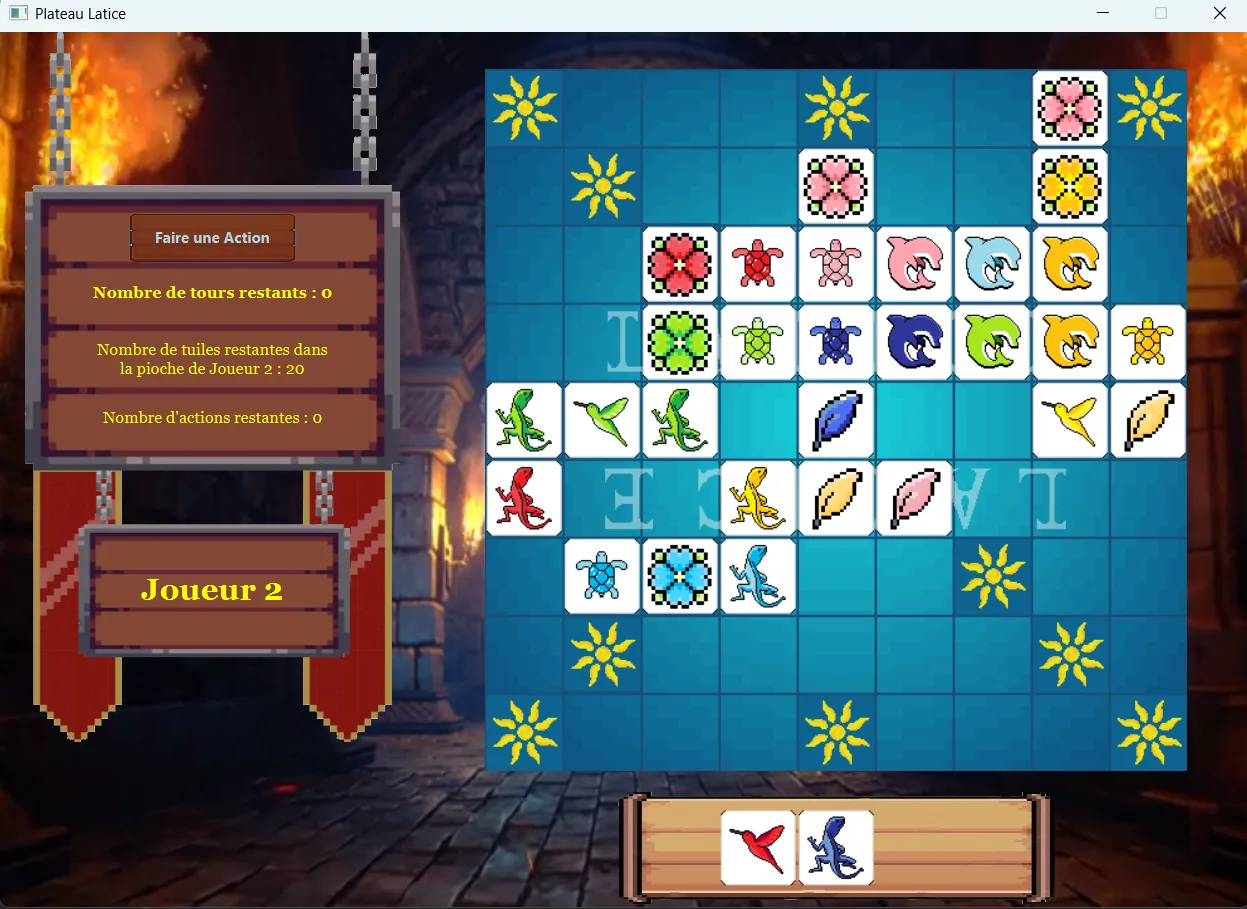 Plateau Latice
Faire une Action
Nombre de tours restants : 0
Nombre de tuiles restantes dans
la pioche de Joueur 2 : 20
Nombre d'actions restantes : 0
Joueur 2